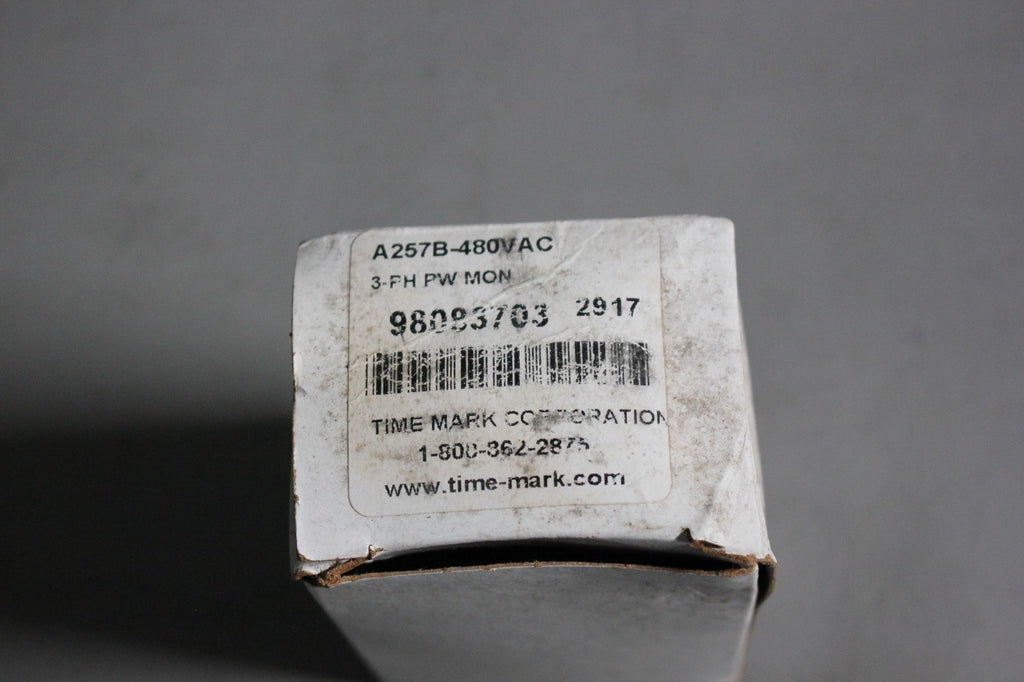 A257B-480VAC
3-PH PW MON
98083703 2917
TIME MARK CORPORATION
1-800-862-2875
www.time-mark.com